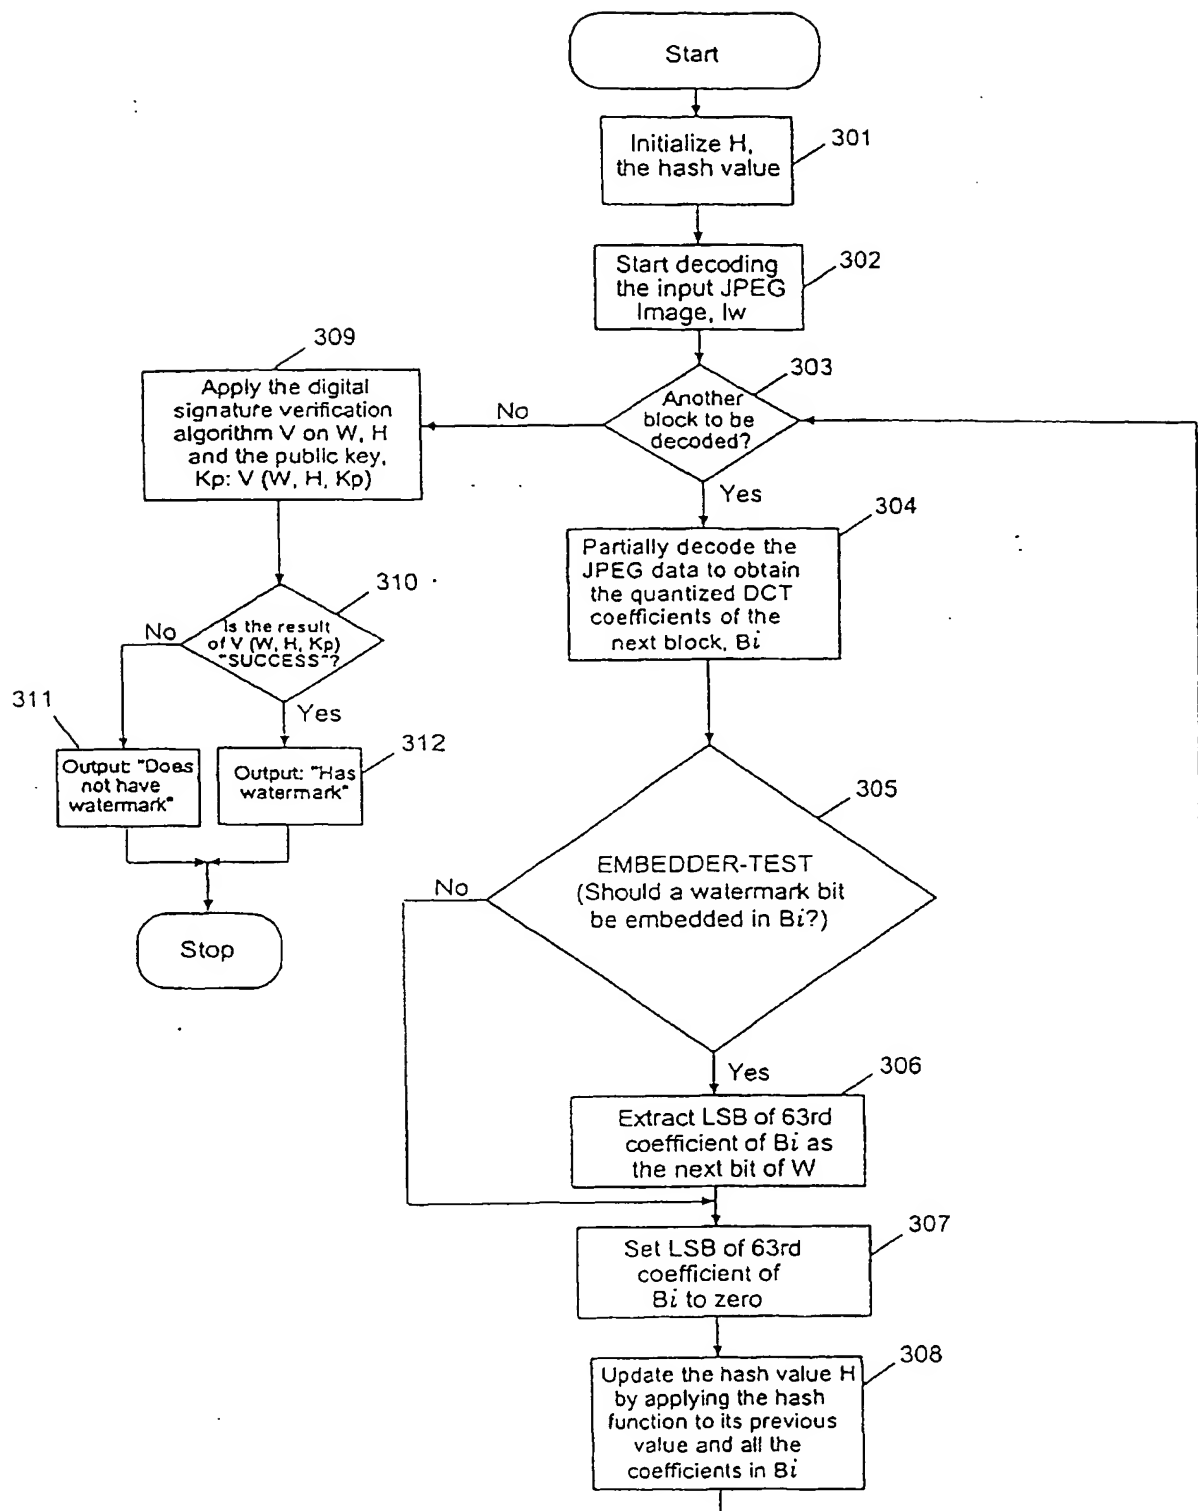 Start
Initialize H,
the hash value
301
Start decoding
the input JPEG
Image, Iw
302
303
Another
block to be
decoded?
No
Yes
309
Apply the digital
signature verification
algorithm V on W, H
and the public key,
Kp: V (W, H, Kp)
304
Partially decode the
JPEG data to obtain
the quantized DCT
coefficients of the
next block, Bi
310
Is the result
of V (W, H, Kp)
"SUCCESS"?
No
Yes
311
Output: "Does
not have
watermark"
312
Output: "Has
watermark"
Stop
305
EMBEDDER-TEST
(Should a watermark bit
be embedded in Bi?)
No
Yes
306
Extract LSB of 63rd
coefficient of Bi as
the next bit of W
307
Set LSB of 63rd
coefficient of
Bi to zero
308
Update the hash value H
by applying the hash
function to its previous
value and all the
coefficients in Bi